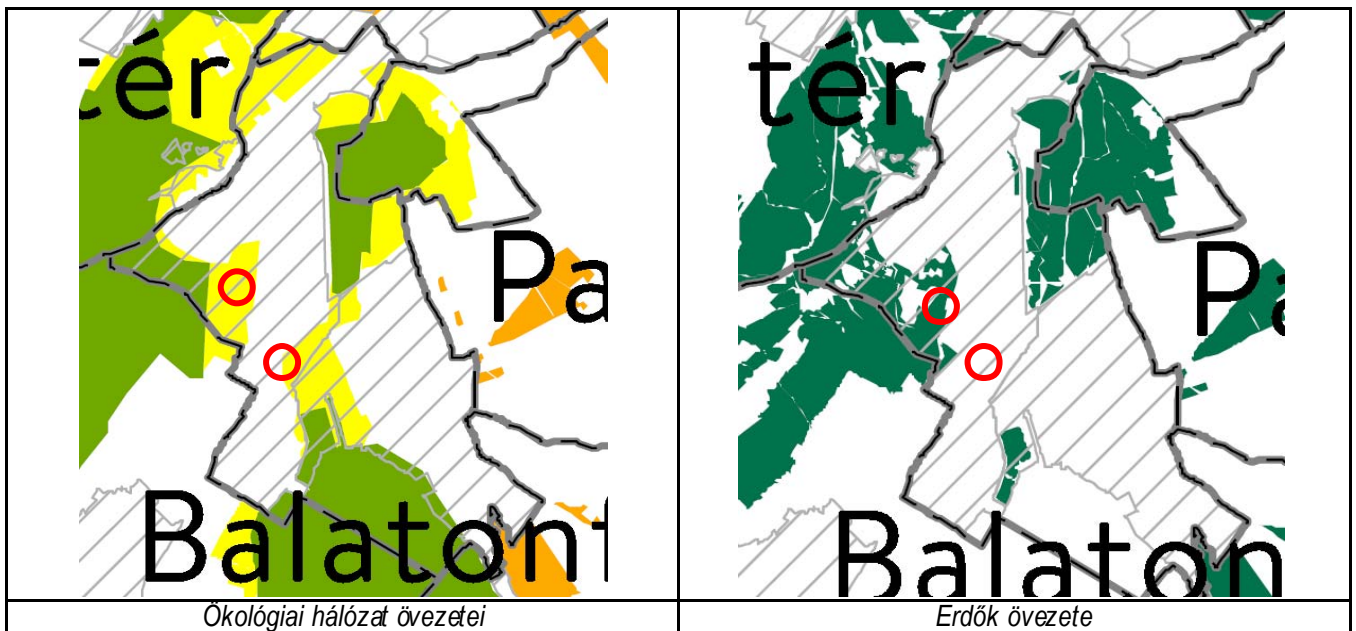 tér
Pa
Balatonf
Ökológiai hálózat övezetei
tér
Pa
Balaton
Erdők övezete